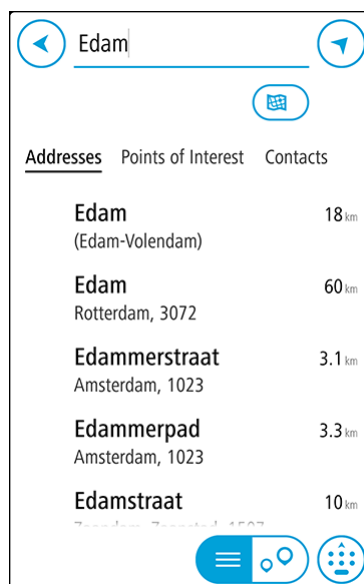 Edam
Addresses Points of Interest Contacts
Edam 18 km
(Edam-Volendam)
Edam 60 km
Rotterdam, 3072
Edammerstraat 3.1 km
Amsterdam, 1023
Edammerpad 3.3 km
Amsterdam, 1023
Edamstraat 10 km